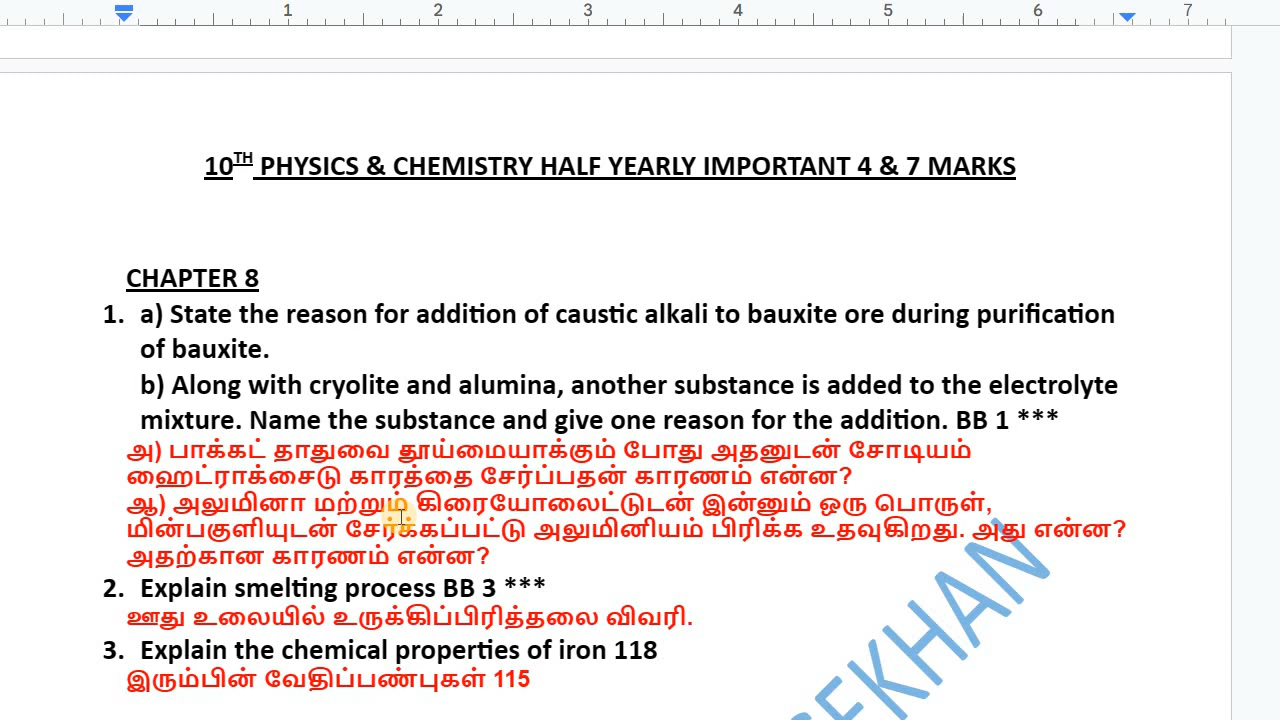 1 2 3 4 5 6 7
10TH PHYSICS & CHEMISTRY HALF YEARLY IMPORTANT 4 & 7 MARKS
CHAPTER 8
1. a) State the reason for addition of caustic alkali to bauxite ore during purification
of bauxite.
b) Along with cryolite and alumina, another substance is added to the electrolyte
mixture. Name the substance and give one reason for the addition. BB 1 ***
அ) பாக்கட் தாதுவை தூய்மையாக்கும் போது அதனுடன் சோடியம்
ஹைட்ராக்சைடு காரத்தை சேர்ப்பதன் காரணம் என்ன?
ஆ) அலுமினா மற்றும் கிரையோலைட்டுடன் இன்னும் ஒரு பொருள்,
மின்பகுளியுடன் சேர்க்கப்பட்டு அலுமினியம் பிரிக்க உதவுகிறது. அது என்ன?
அதற்கான காரணம் என்ன?
2. Explain smelting process BB 3 ***
ஊது உலையில் உருக்கிப்பிரித்தலை விவரி.
3. Explain the chemical properties of iron 118
இரும்பின் வேதிப்பண்புகள் 115